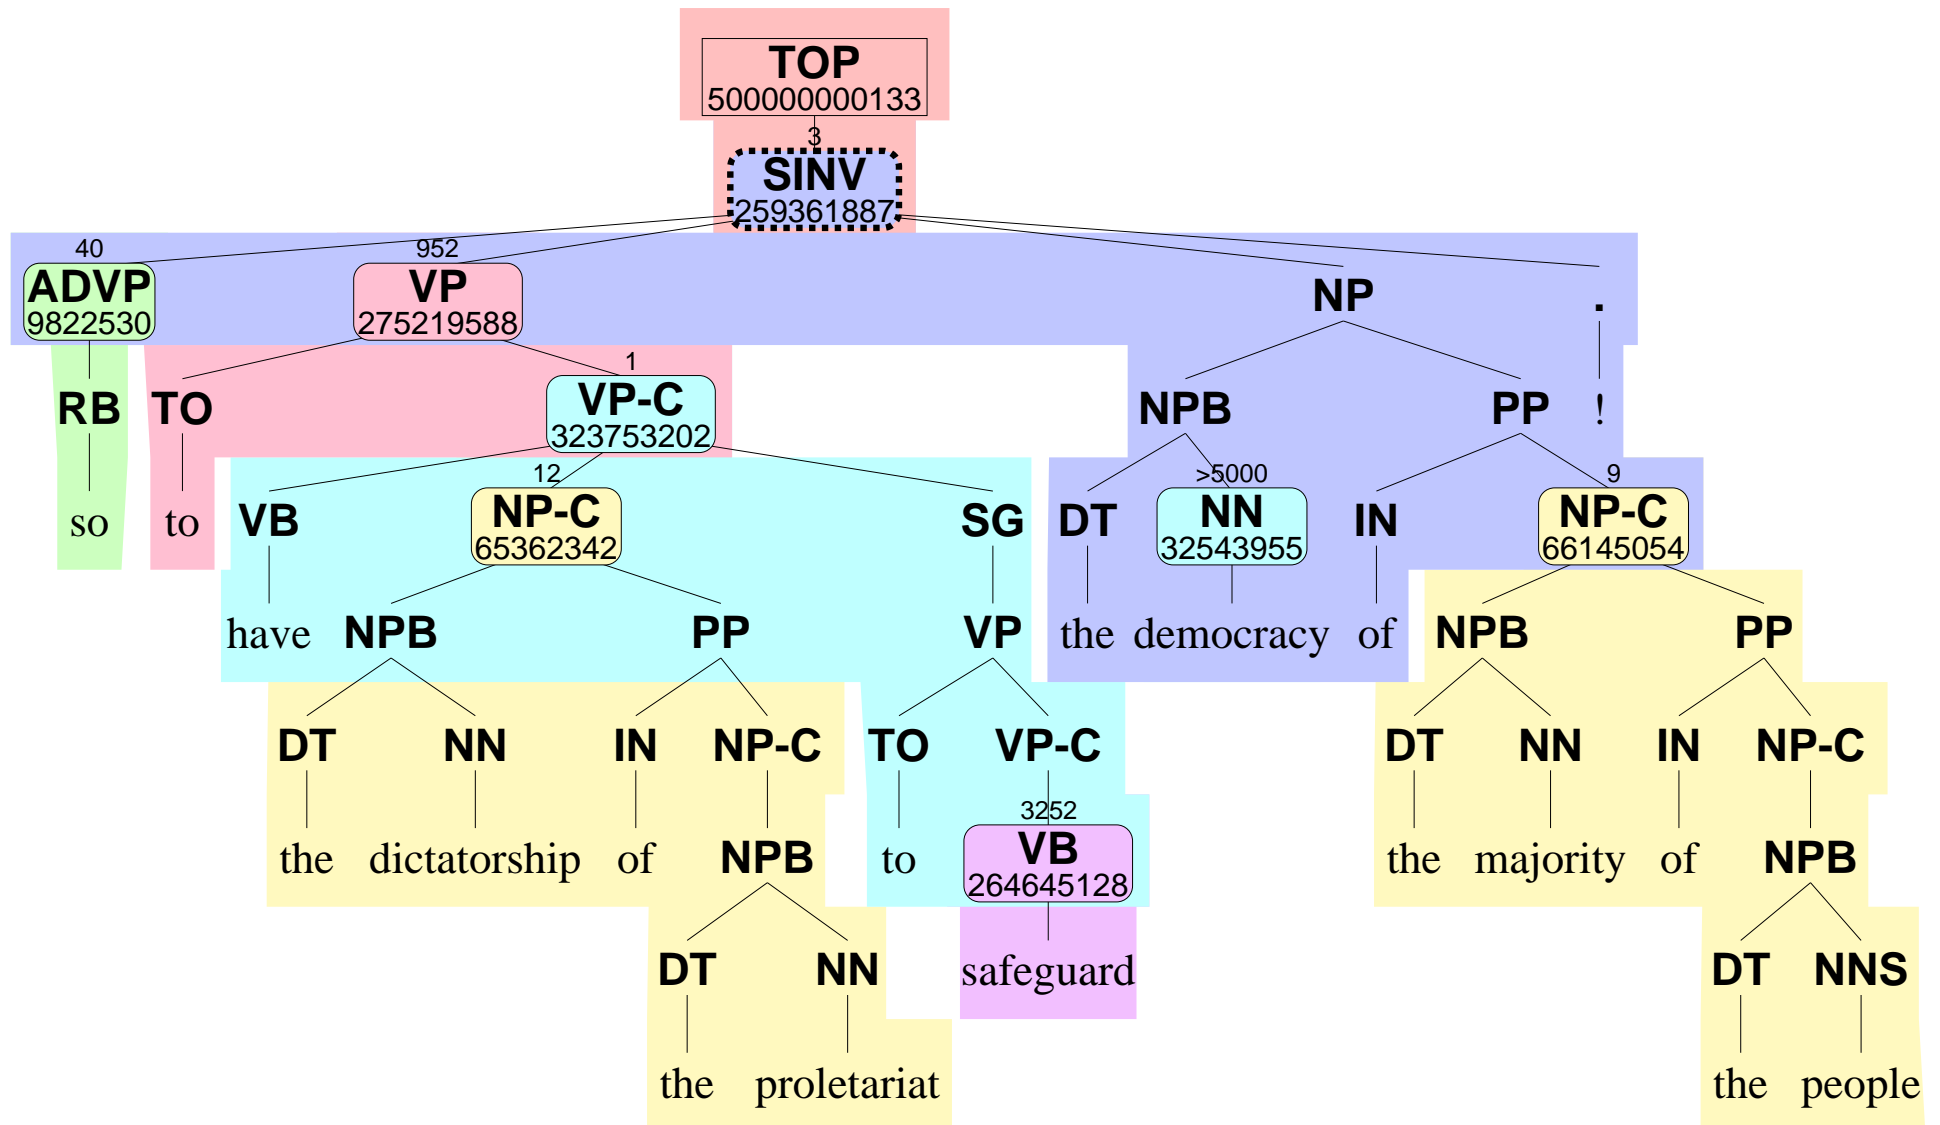 TOP
500000000133
3
SINV
259361887
40 952
ADVP VP NP .
9822530 275219588
1
RB TO VP-C NPB PP !
323753202
12 >5000 9
so to VB NP-C SG DT NN IN NP-C
65362342 32543955 66145054
have NPB PP VP the democracy of NPB PP
DT NN IN NP-C TO VP-C DT NN IN NP-C
3252
the dictatorship of NPB to VB the majority of NPB
264645128
DT NN safeguard DT NNS
the proletariat the people